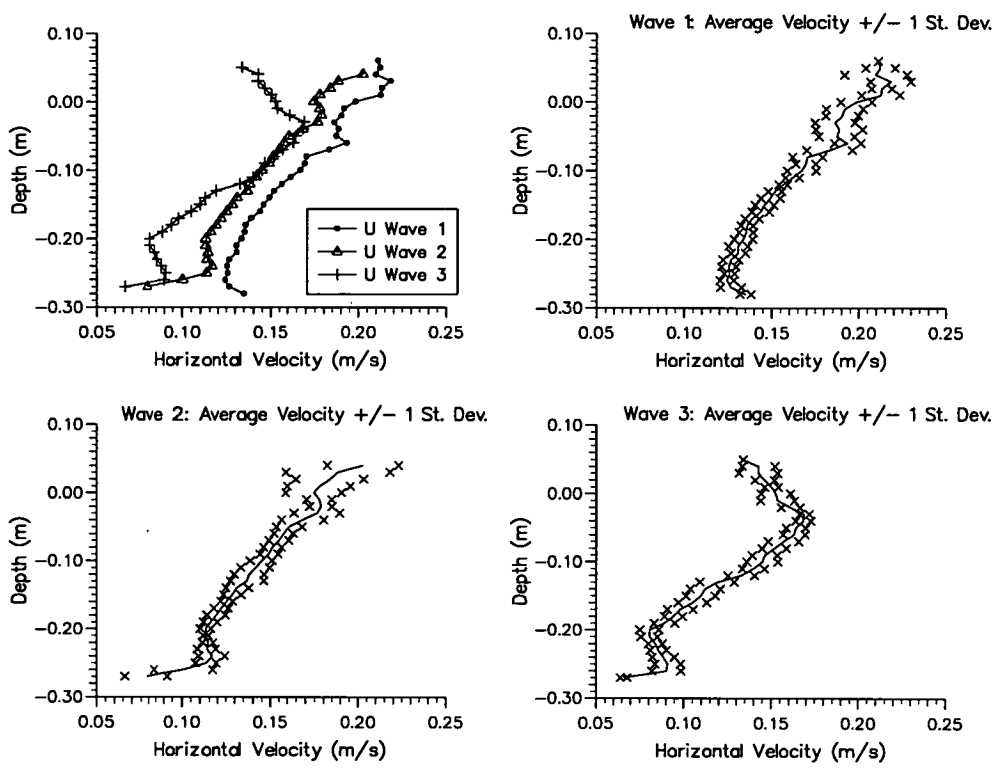 0.10
0.00
−0.10
−0.20
−0.30
Depth (m)
0.05 0.10 0.15 0.20 0.25
Horizontal Velocity (m/s)
U Wave 1
U Wave 2
U Wave 3
Wave 1: Average Velocity +/− 1 St. Dev.
0.10
0.00
−0.10
−0.20
−0.30
Depth (m)
0.05 0.10 0.15 0.20 0.25
Horizontal Velocity (m/s)
Wave 2: Average Velocity +/− 1 St. Dev.
0.10
0.00
−0.10
−0.20
−0.30
Depth (m)
0.05 0.10 0.15 0.20 0.25
Horizontal Velocity (m/s)
Wave 3: Average Velocity +/− 1 St. Dev.
0.10
0.00
−0.10
−0.20
−0.30
Depth (m)
0.05 0.10 0.15 0.20 0.25
Horizontal Velocity (m/s)